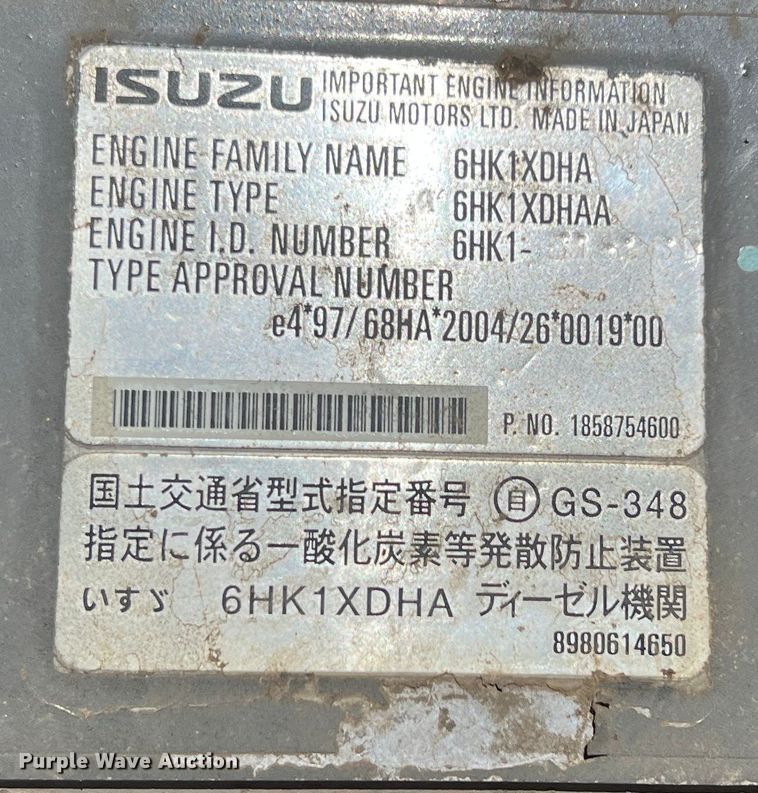 ISUZU IMPORTANT ENGINE INFORMATION
ISUZU MOTORS LTD. MADE IN JAPAN
ENGINE FAMILY NAME 6HK1XDHA
ENGINE TYPE 6HK1XDHAA
ENGINE I.D. NUMBER 6HK1-
TYPE APPROVAL NUMBER
e4*97/68HA*2004/26*0019*00
P. NO. 1858754600
国土交通省型式指定番号 自 GS-348
指定に係る一酸化炭素等発散防止装置
いすゞ 6HK1XDHA ディーゼル機関
8980614650
Purple Wave Auction